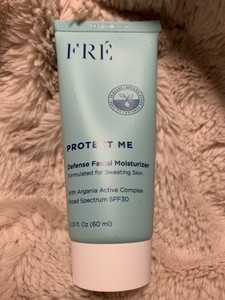 FRÉ
PROTECT ME
Defense Facial Moisturizer
Formulated for Sweating Skin
With Argania Active Complex
Broad Spectrum SPF30
Oz (60 ml)